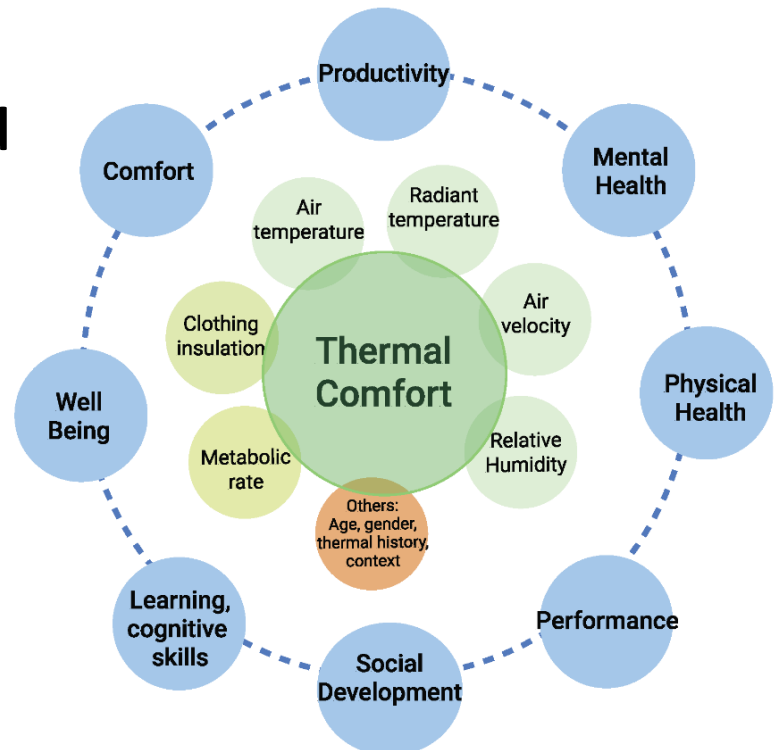 Productivity
Comfort
Mental
Health
Air
temperature
Radiant
temperature
Clothing
insulation
Air
velocity
Thermal
Comfort
Well
Being
Physical
Health
Metabolic
rate
Relative
Humidity
Others:
Age, gender,
thermal history,
context
Learning,
cognitive
skills
Performance
Social
Development